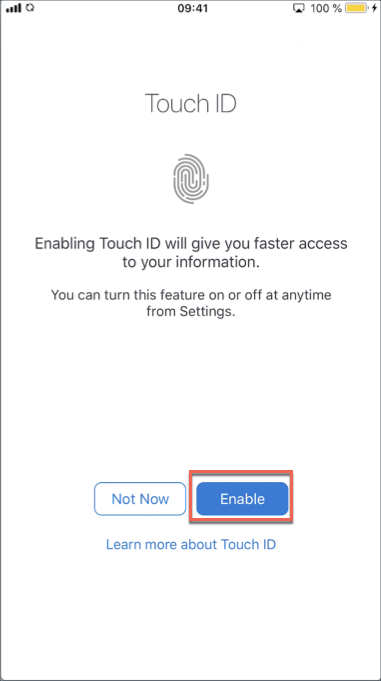 09:41 100 %
Touch ID
Enabling Touch ID will give you faster access
to your information.
You can turn this feature on or off at anytime
from Settings.
Not Now Enable
Learn more about Touch ID